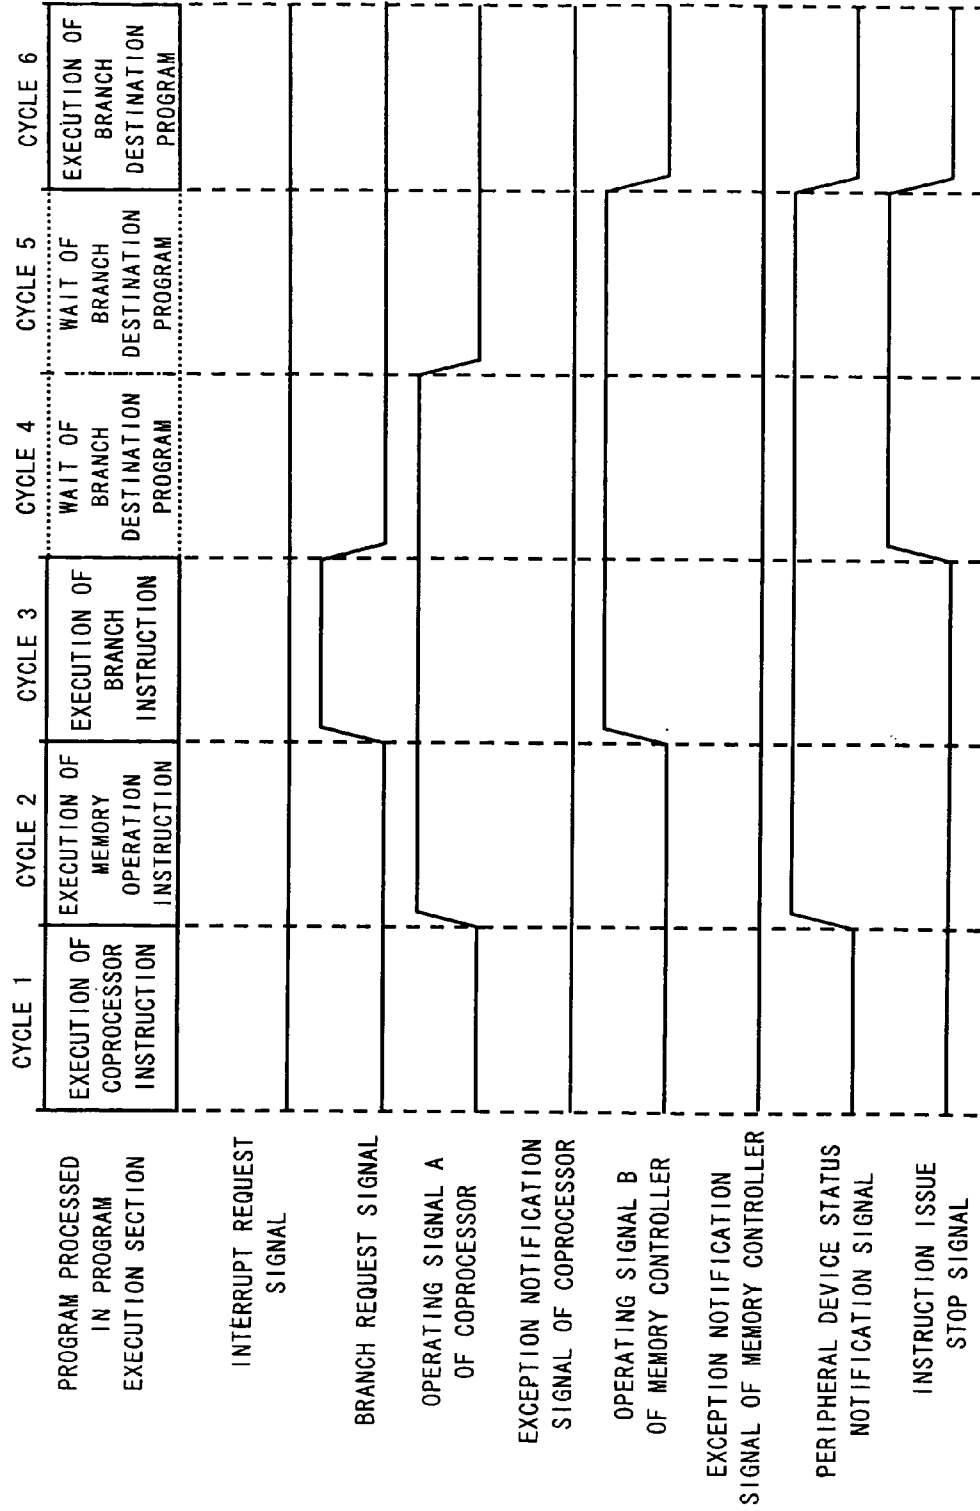 CYCLE 1
CYCLE 2
CYCLE 3
CYCLE 4
CYCLE 5
CYCLE 6
PROGRAM PROCESSED
IN PROGRAM
EXECUTION SECTION
EXECUTION OF
COPROCESSOR
INSTRUCTION
EXECUTION OF
MEMORY
OPERATION
INSTRUCTION
EXECUTION OF
BRANCH
INSTRUCTION
WAIT OF
BRANCH
DESTINATION
PROGRAM
WAIT OF
BRANCH
DESTINATION
PROGRAM
EXECUTION OF
BRANCH
DESTINATION
PROGRAM
INTERRUPT REQUEST
SIGNAL
BRANCH REQUEST SIGNAL
OPERATING SIGNAL A
OF COPROCESSOR
EXCEPTION NOTIFICATION
SIGNAL OF COPROCESSOR
OPERATING SIGNAL B
OF MEMORY CONTROLLER
EXCEPTION NOTIFICATION
SIGNAL OF MEMORY CONTROLLER
PERIPHERAL DEVICE STATUS
NOTIFICATION SIGNAL
INSTRUCTION ISSUE
STOP SIGNAL